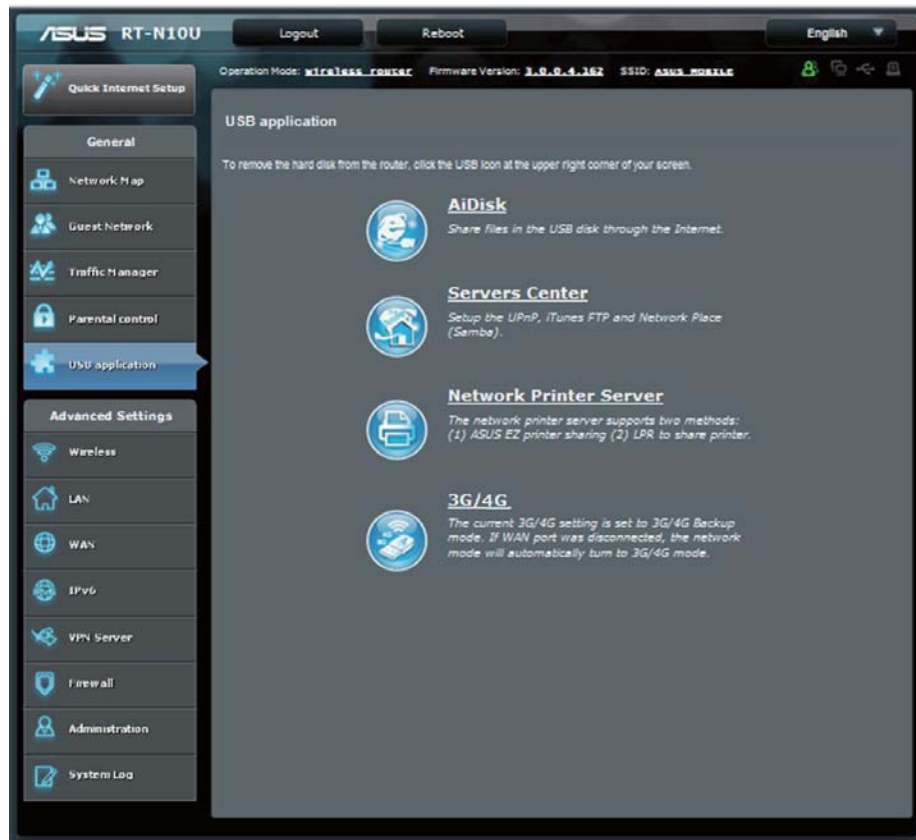 ASUS RT-N10U
Logout
Reboot
English
Quick Internet Setup
Operation Mode: wireless router Firmware Version: 3.0.0.4.162 SSID: ASUS MOBILE
General
Network Map
Guest Network
Traffic Manager
Parental control
USB application
Advanced Settings
Wireless
LAN
WAN
IPv6
VPN Server
Firewall
Administration
System Log
USB application
To remove the hard disk from the router, click the USB icon at the upper right corner of your screen.
AiDisk
Share files in the USB disk through the Internet.
Servers Center
Setup the UPnP, iTunes FTP and Network Place
(Samba).
Network Printer Server
The network printer server supports two methods:
(1) ASUS EZ printer sharing (2) LPR to share printer.
3G/4G
The current 3G/4G setting is set to 3G/4G Backup
mode. If WAN port was disconnected, the network
mode will automatically turn to 3G/4G mode.